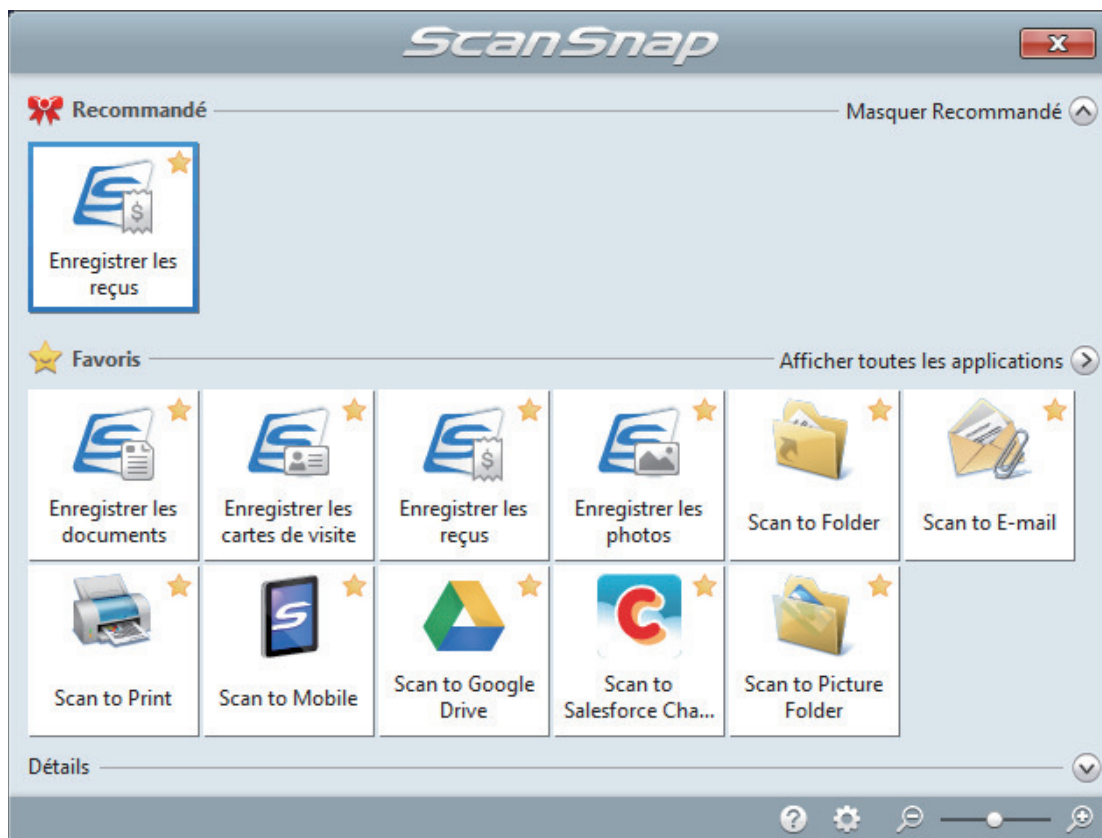 ScanSnap
Recommandé
Masquer Recommandé
Enregistrer les
reçus
Favoris
Afficher toutes les applications
Enregistrer les
documents
Enregistrer les
cartes de visite
Enregistrer les
reçus
Enregistrer les
photos
Scan to Folder
Scan to E-mail
Scan to Print
Scan to Mobile
Scan to Google
Drive
Scan to
Salesforce Cha...
Scan to Picture
Folder
Détails